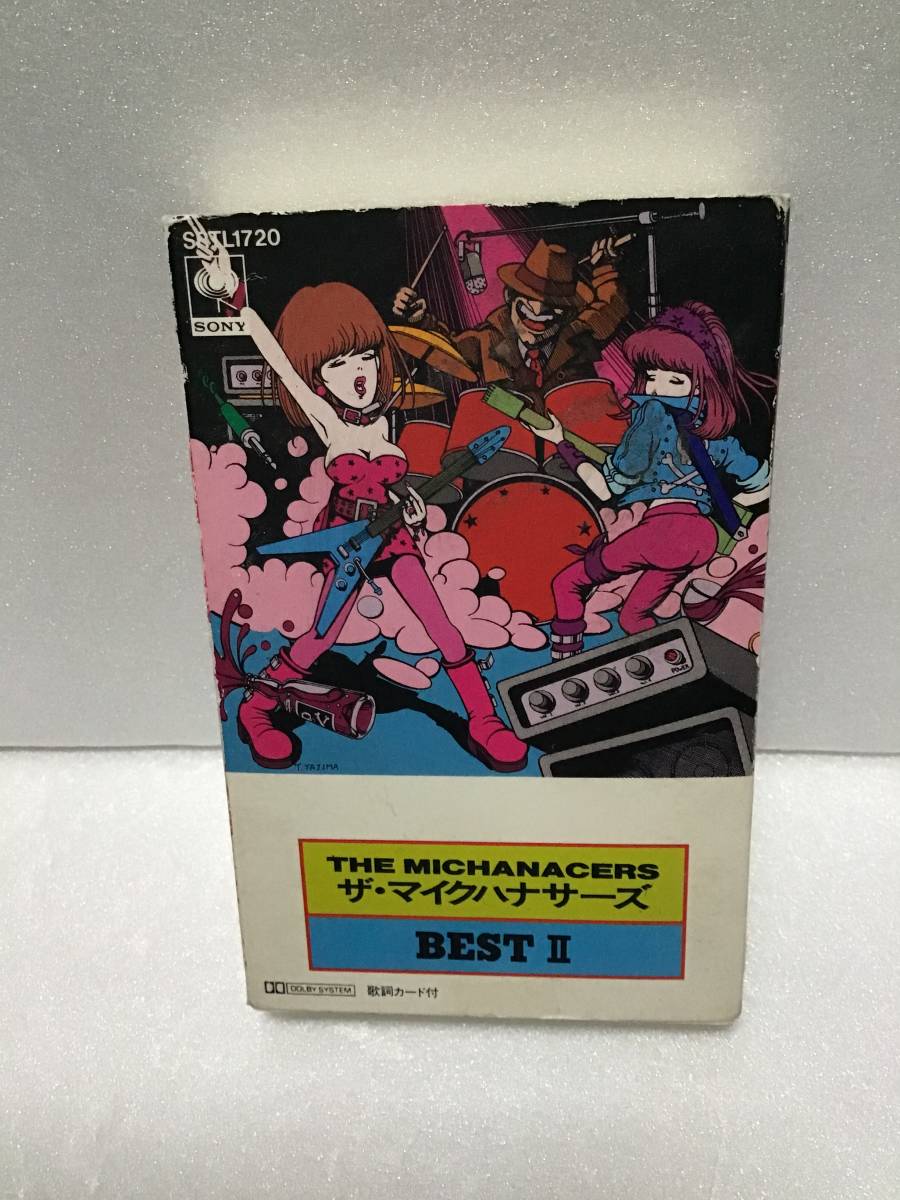 SONY
T. YAJIMA
POWER
THE MICHANACERS
ザ・マイクハナサーズ
BEST II
DOLBY SYSTEM 歌詞カード付